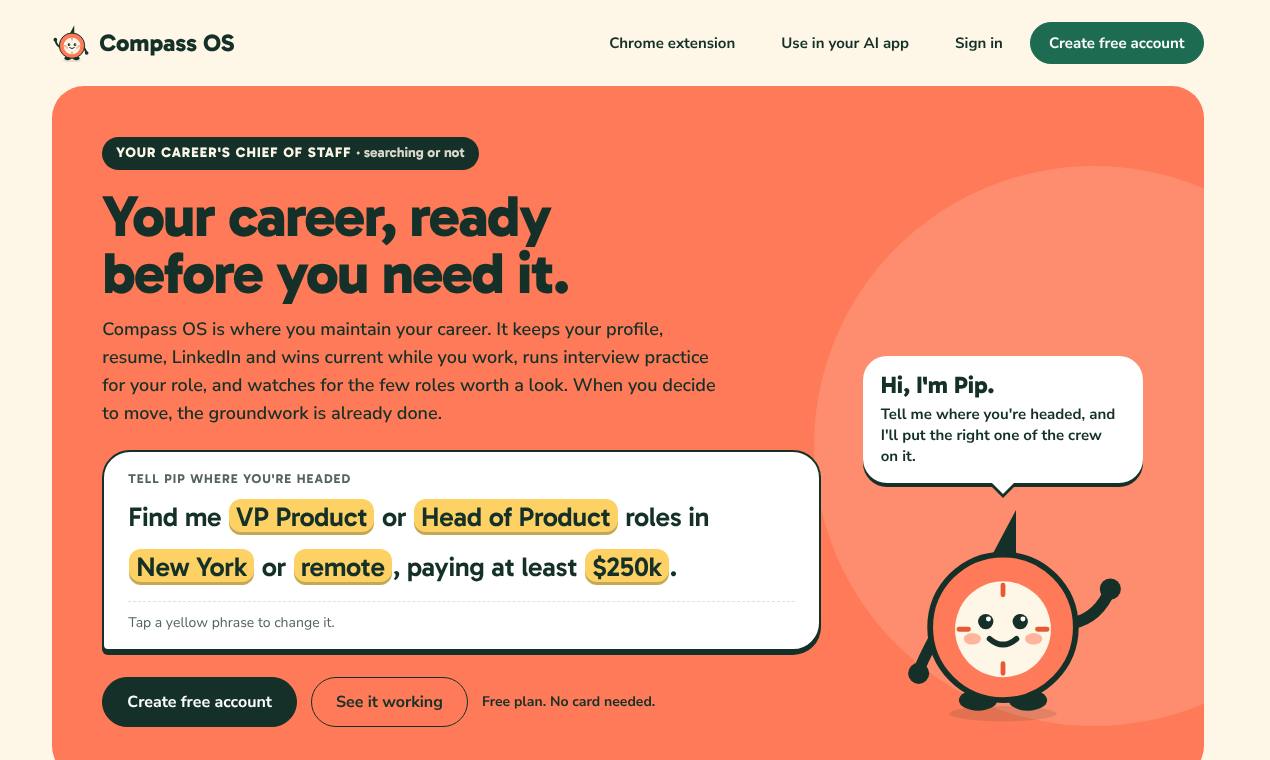 Compass OS
Chrome extension
Use in your AI app
Sign in
Create free account
YOUR CAREER'S CHIEF OF STAFF · searching or not
Your career, ready
before you need it.
Compass OS is where you maintain your career. It keeps your profile,
resume, LinkedIn and wins current while you work, runs interview practice
for your role, and watches for the few roles worth a look. When you decide
to move, the groundwork is already done.
TELL PIP WHERE YOU'RE HEADED
Find me VP Product or Head of Product roles in
New York or remote, paying at least $250k.
Tap a yellow phrase to change it.
Create free account
See it working
Free plan. No card needed.
Hi, I'm Pip.
Tell me where you're headed, and
I'll put the right one of the crew
on it.